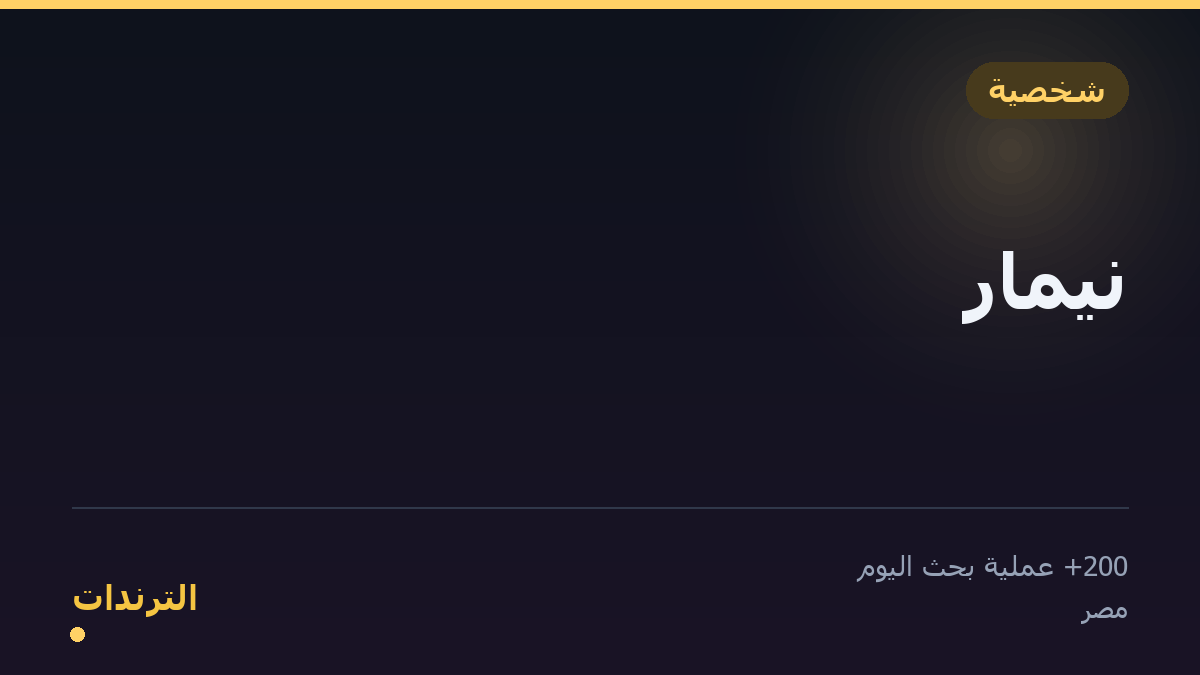 شخصية
نيمار
200+ عملية بحث اليوم
مصر
الترندات